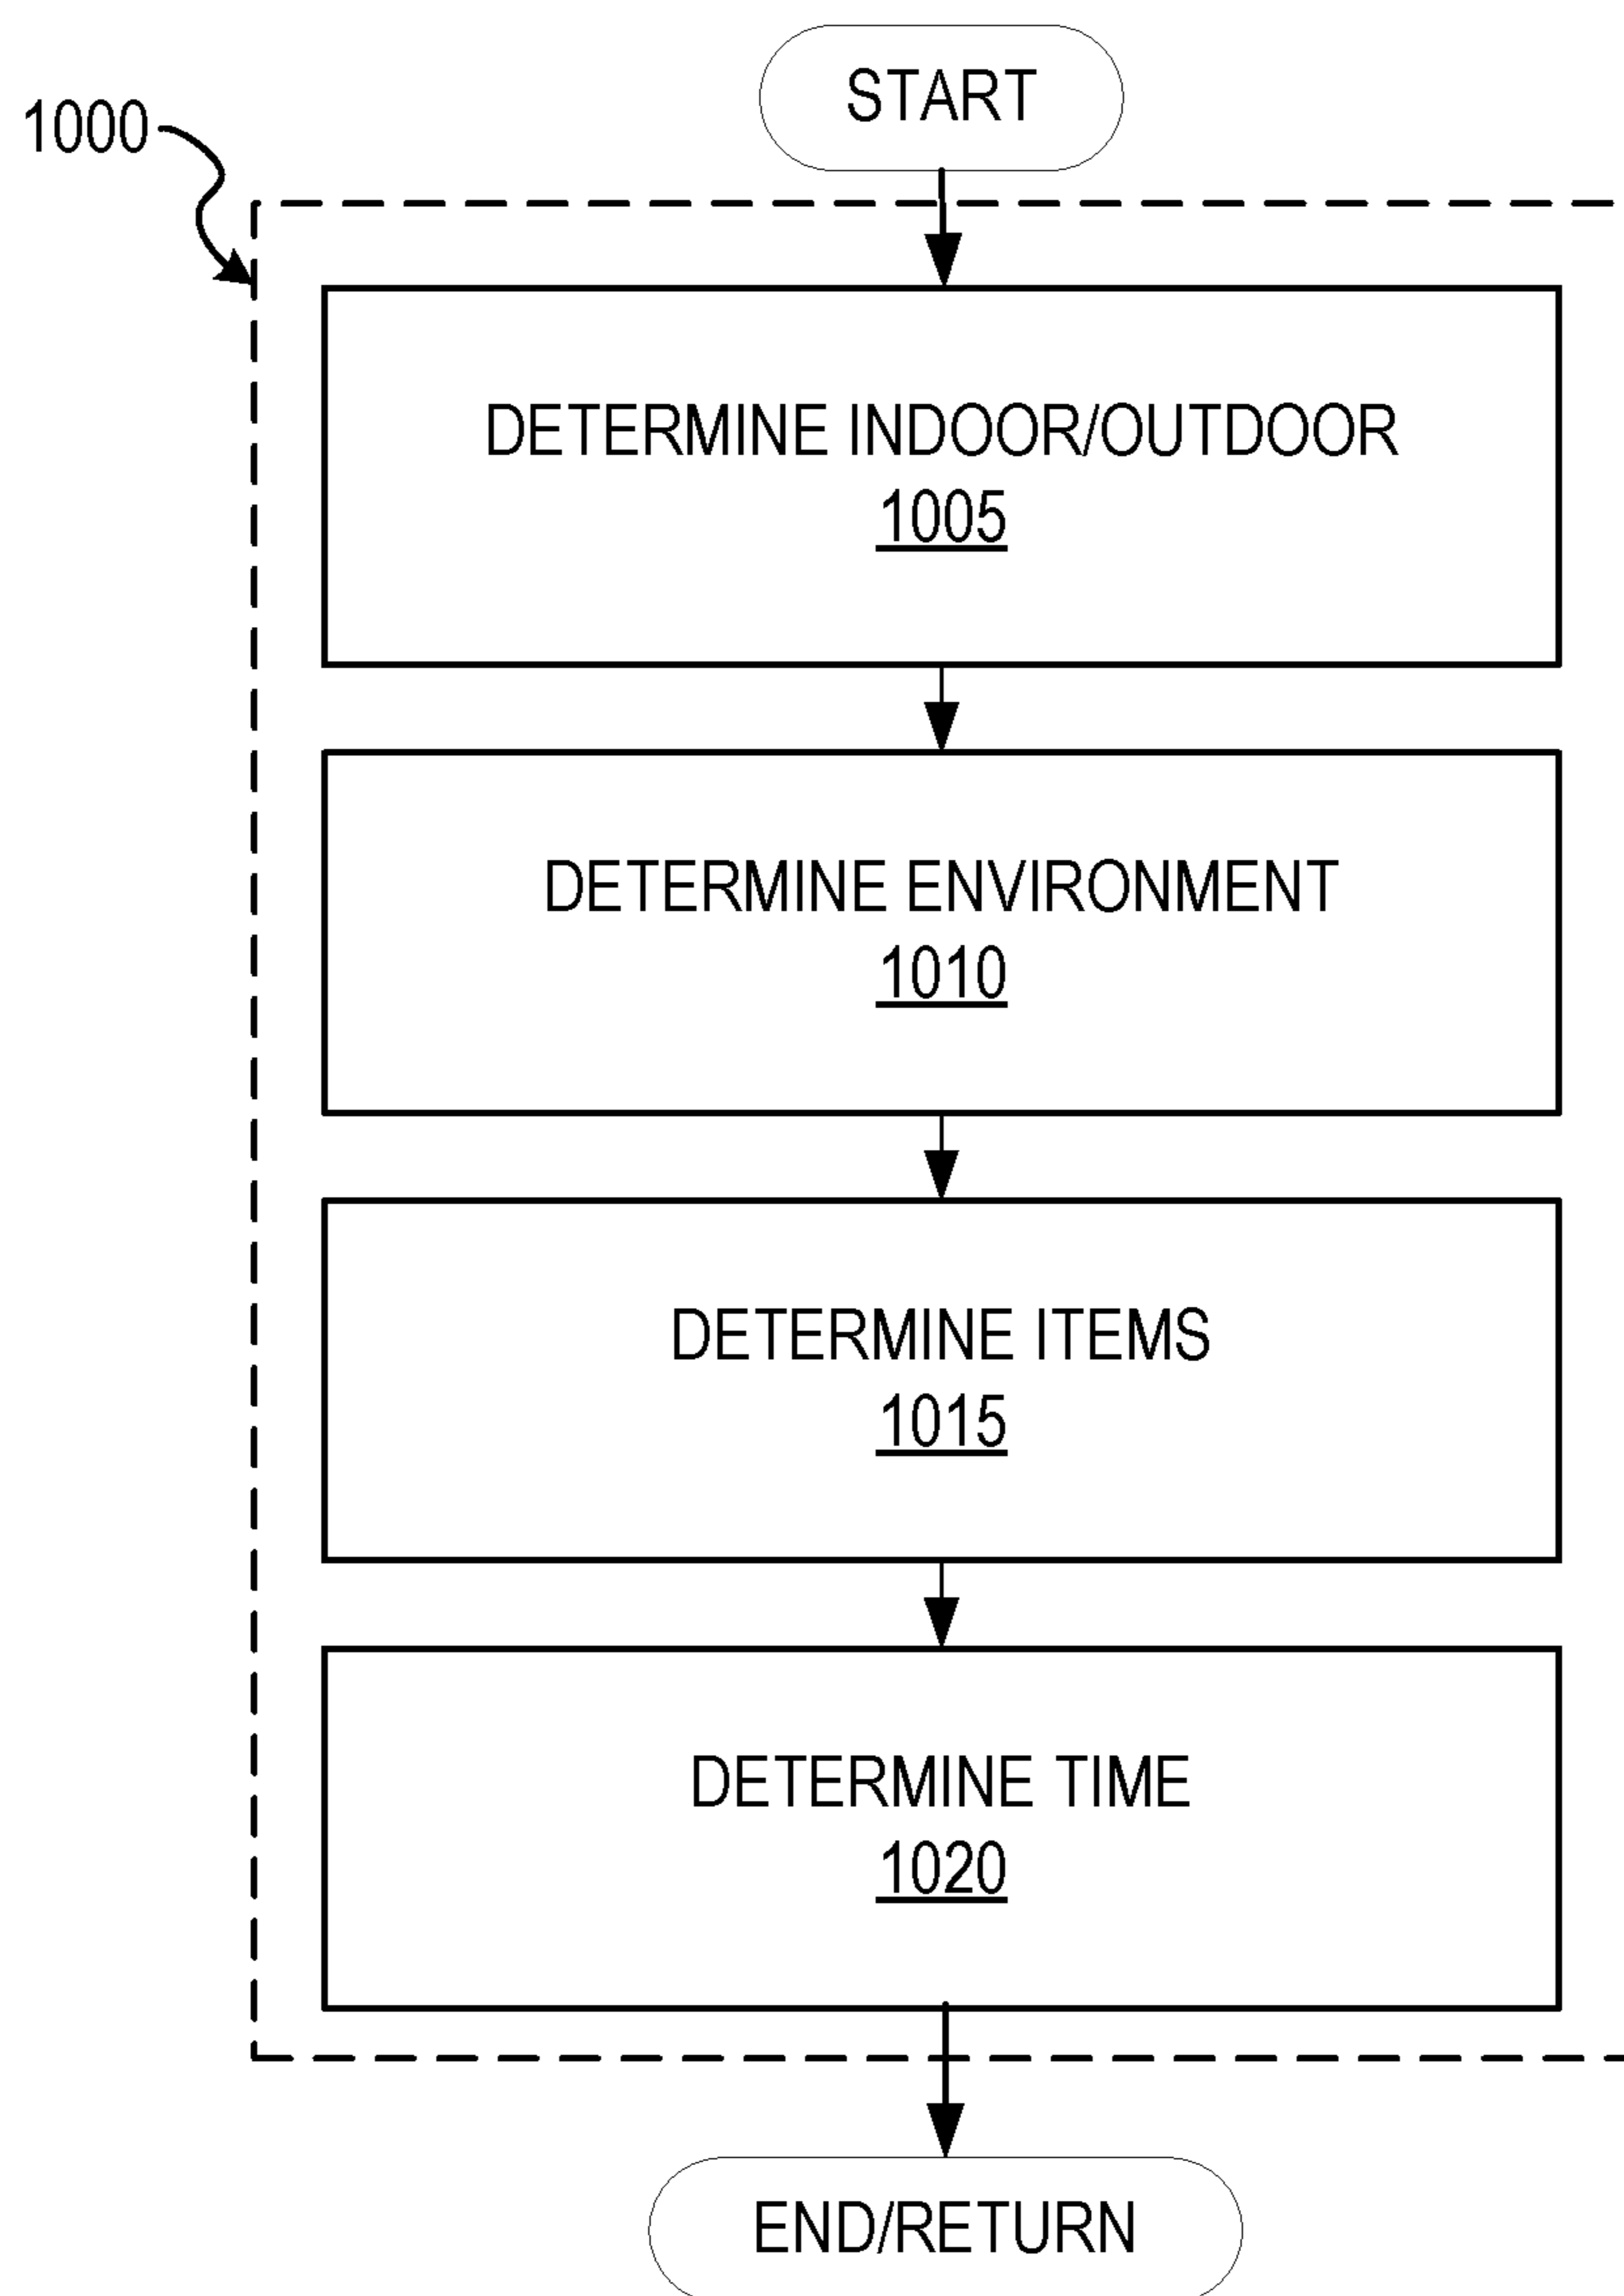 START
1000
DETERMINE INDOOR/OUTDOOR
1005
DETERMINE ENVIRONMENT
1010
DETERMINE ITEMS
1015
DETERMINE TIME
1020
END/RETURN